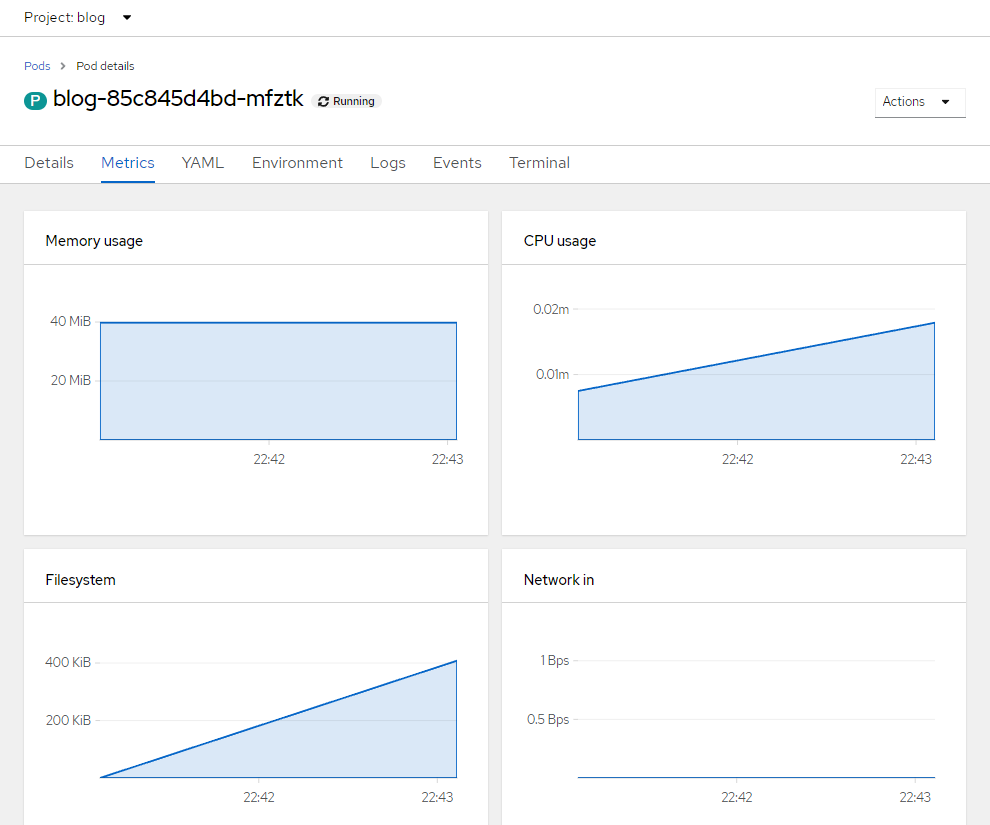 Project: blog
Pods Pod details
P blog-85c845d4bd-mfztk Running
Actions
Details Metrics YAML Environment Logs Events Terminal
Memory usage
40 MiB
20 MiB
22:42 22:43
CPU usage
0.02m
0.01m
22:42 22:43
Filesystem
400 KiB
200 KiB
22:42 22:43
Network in
1 Bps
0.5 Bps
22:42 22:43